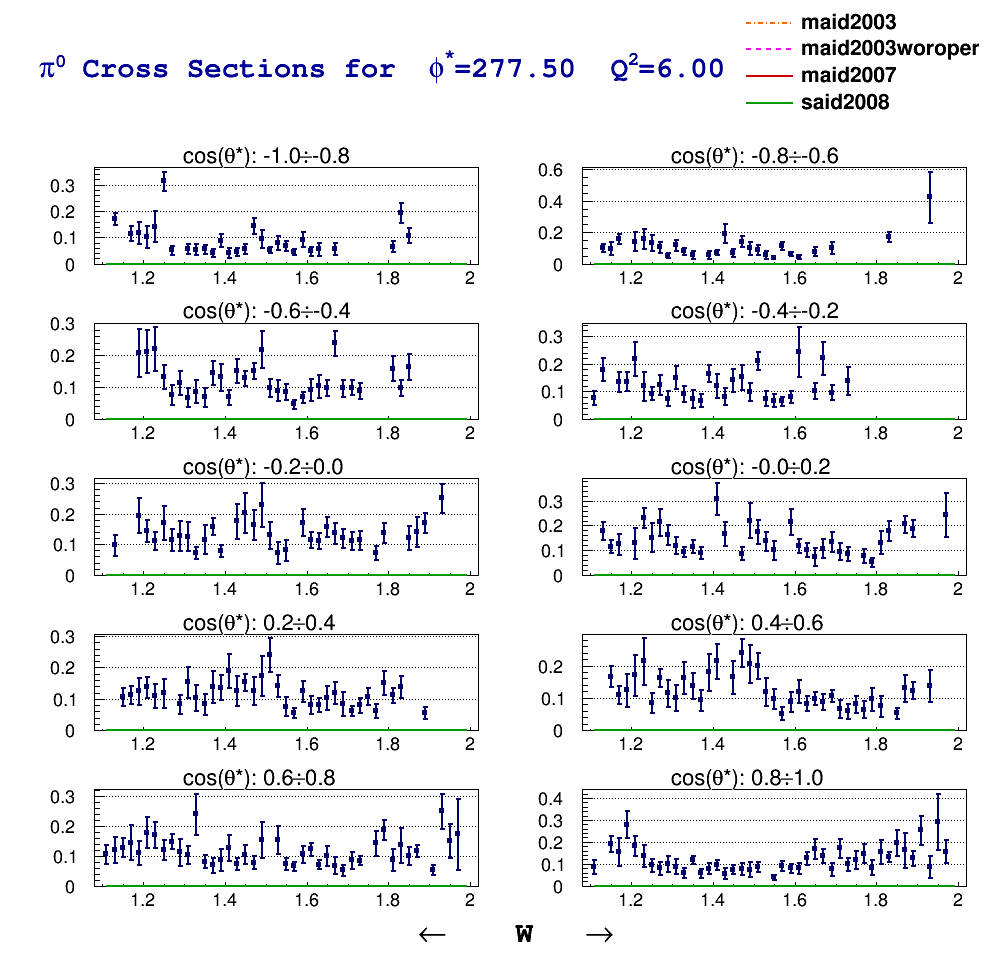 maid2003
maid2003woroper
maid2007
said2008
π⁰ Cross Sections for ϕ*=277.50 Q²=6.00
cos(θ*): -1.0÷-0.8
0.3
0.2
0.1
0
1.2 1.4 1.6 1.8 2
cos(θ*): -0.8÷-0.6
0.6
0.4
0.2
0
1.2 1.4 1.6 1.8 2
cos(θ*): -0.6÷-0.4
0.3
0.2
0.1
0
1.2 1.4 1.6 1.8 2
cos(θ*): -0.4÷-0.2
0.3
0.2
0.1
0
1.2 1.4 1.6 1.8 2
cos(θ*): -0.2÷0.0
0.3
0.2
0.1
0
1.2 1.4 1.6 1.8 2
cos(θ*): -0.0÷0.2
0.3
0.2
0.1
0
1.2 1.4 1.6 1.8 2
cos(θ*): 0.2÷0.4
0.3
0.2
0.1
0
1.2 1.4 1.6 1.8 2
cos(θ*): 0.4÷0.6
0.2
0.1
0
1.2 1.4 1.6 1.8 2
cos(θ*): 0.6÷0.8
0.3
0.2
0.1
0
1.2 1.4 1.6 1.8 2
cos(θ*): 0.8÷1.0
0.4
0.3
0.2
0.1
0
1.2 1.4 1.6 1.8 2
← W →